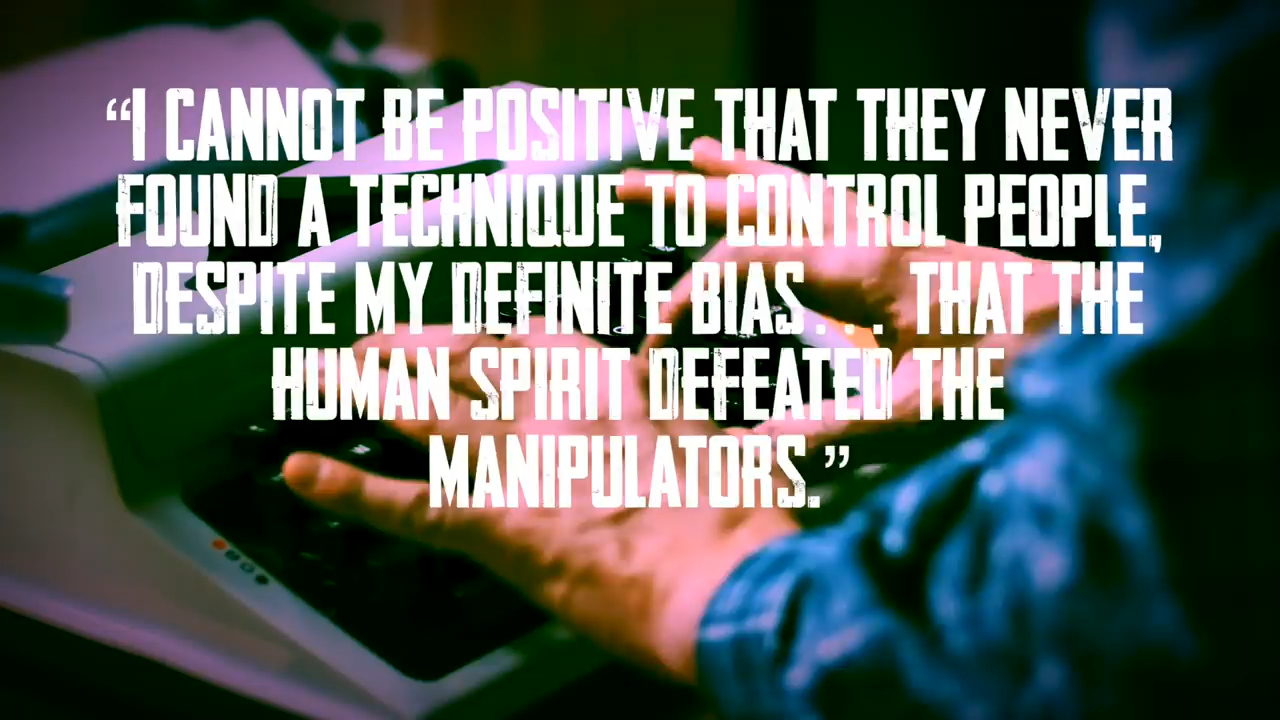 “I CANNOT BE POSITIVE THAT THEY NEVER
FOUND A TECHNIQUE TO CONTROL PEOPLE,
DESPITE MY DEFINITE BIAS... THAT THE
HUMAN SPIRIT DEFEATED THE
MANIPULATORS.”